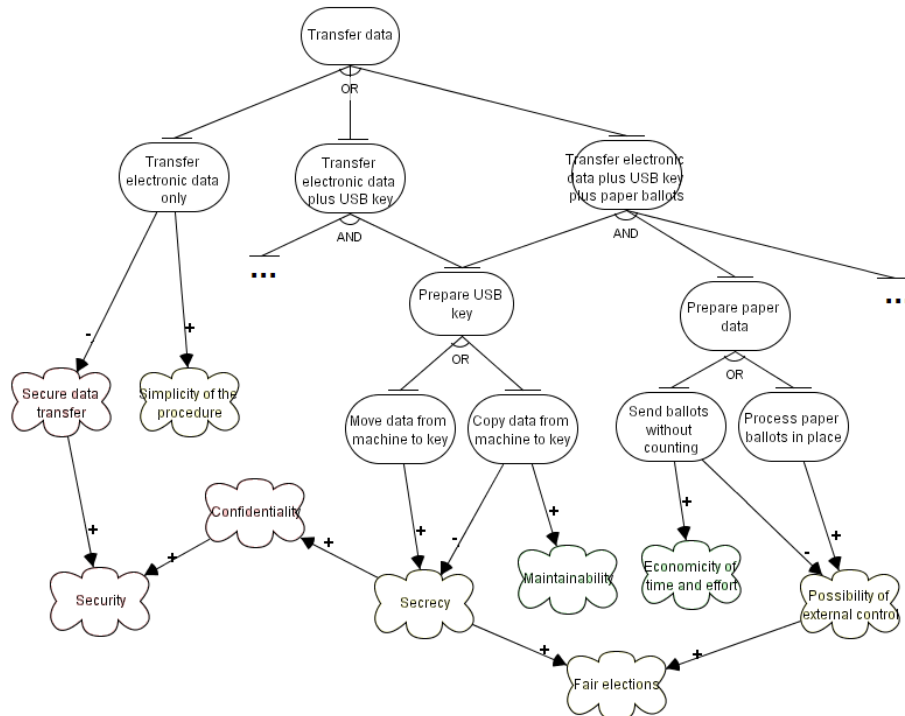 Transfer data
OR
Transfer
electronic data
only
Transfer
electronic data
plus USB key
Transfer electronic
data plus USB key
plus paper ballots
AND
AND
...
...
Prepare USB
key
Prepare paper
data
OR
OR
-
+
Secure data
transfer
Simplicity of the
procedure
Move data from
machine to key
Copy data from
machine to key
Send ballots
without
counting
Process paper
ballots in place
+
+
-
+
+
-
+
Confidentiality
+
+
Security
Secrecy
Maintainability
Economicity of
time and effort
Possibility of
external control
+
+
Fair elections